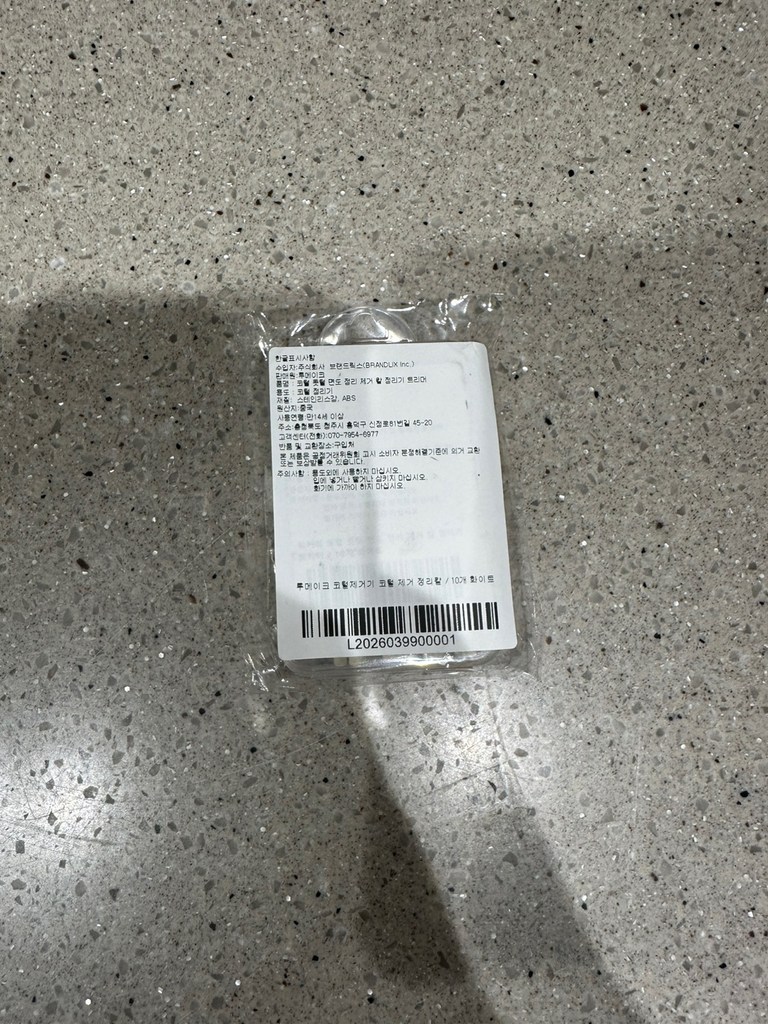 한글표시사항
수입자:주식회사 브랜드릭스(BRANDLIX Inc.)
판매원:루메이크
품명 : 코털 콧털 면도 정리 제거 칼 정리기 트리머
용도 : 코털 정리기
재질: 스테인리스강, ABS
원산지:중국
사용연령:만14세 이상
주소:충청북도 청주시 흥덕구 신정로81번길 45-20
고객센터(전화):070-7954-6977
반품 및 교환장소:구입처
본 제품은 공정거래위원회 고시 소비자 분쟁해결기준에 의거 교환
또는 보상받를 수 있습니다.
주의사항 : 용도외에 사용하지 마십시오.
입에 넣거나 빨거나 삼키지 마십시오.
화기에 가까이 하지 마십시오.
루메이크 코털제거기 코털 제거 정리칼 / 10개 화이트
L2026039900001